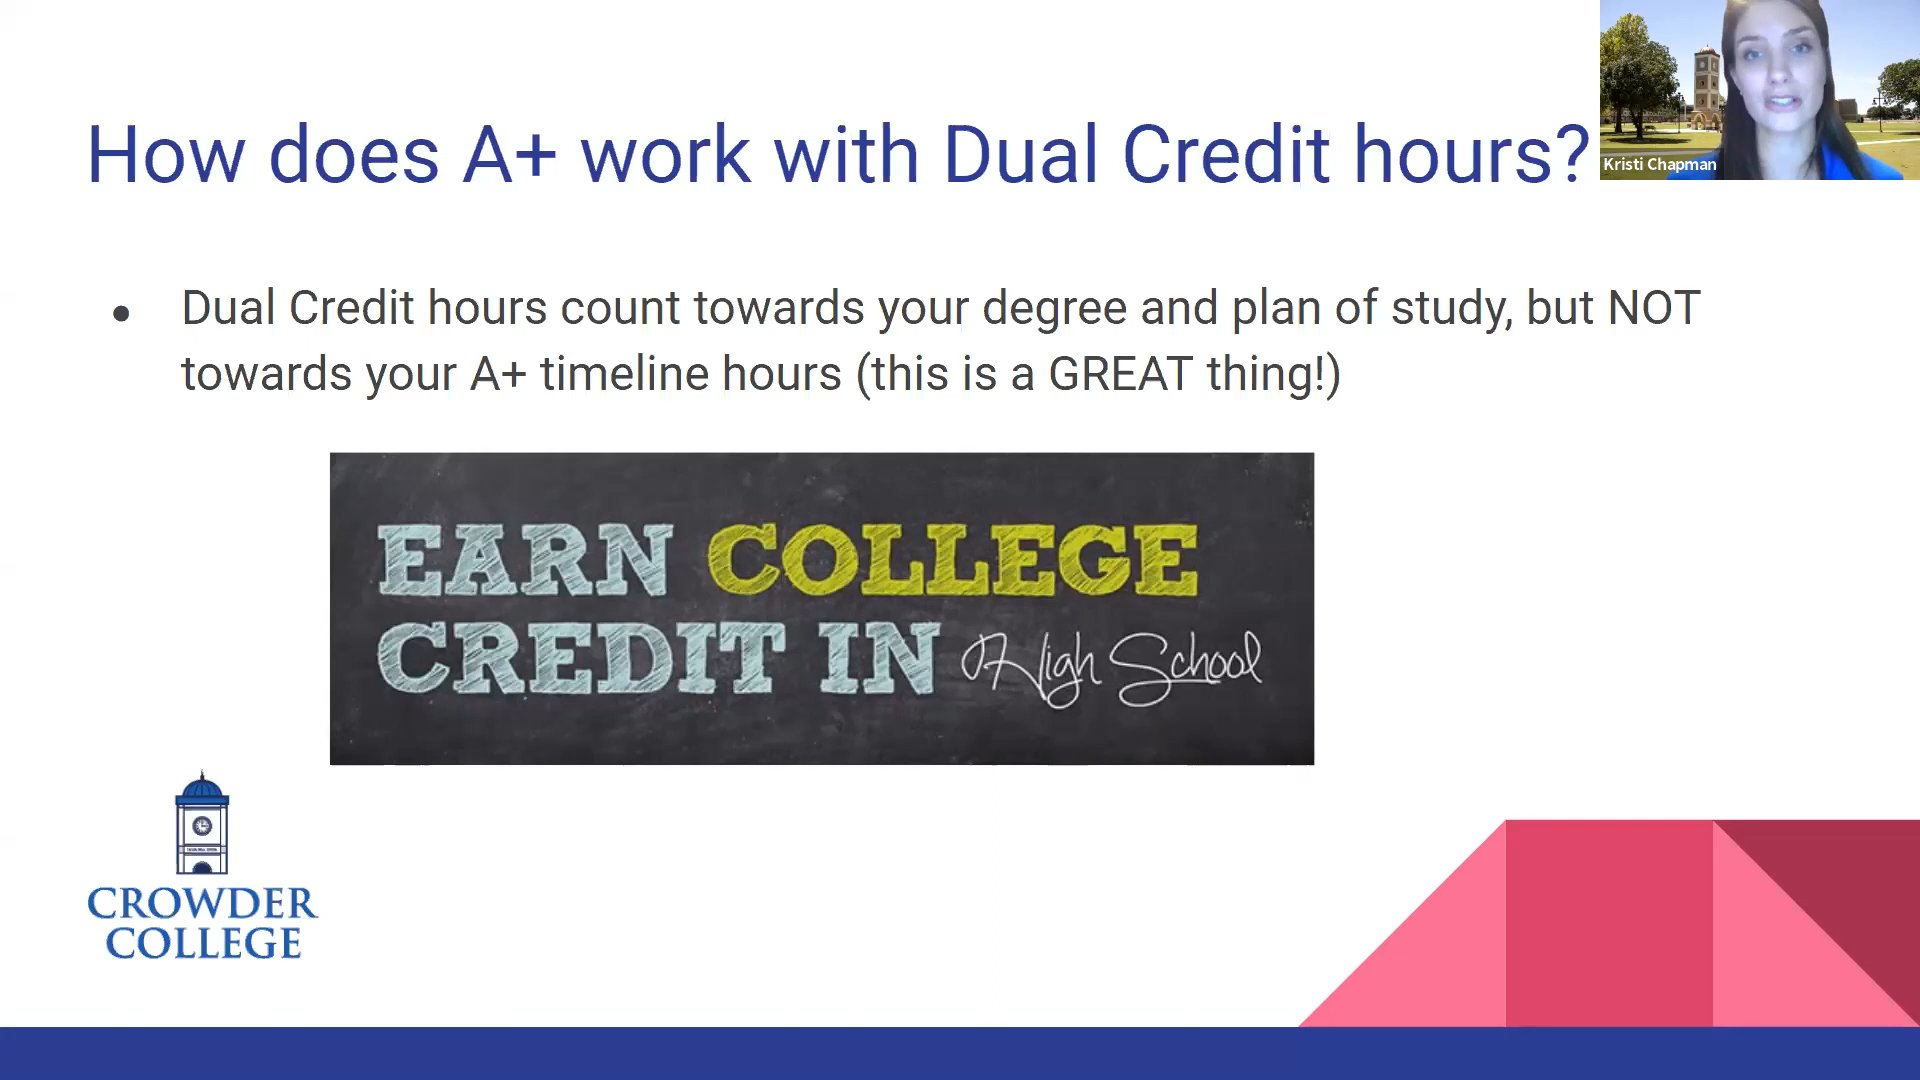 How does A+ work with Dual Credit hours?
Kristi Chapman
● Dual Credit hours count towards your degree and plan of study, but NOT
towards your A+ timeline hours (this is a GREAT thing!)
EARN COLLEGE
CREDIT IN High School
CROWDER
COLLEGE